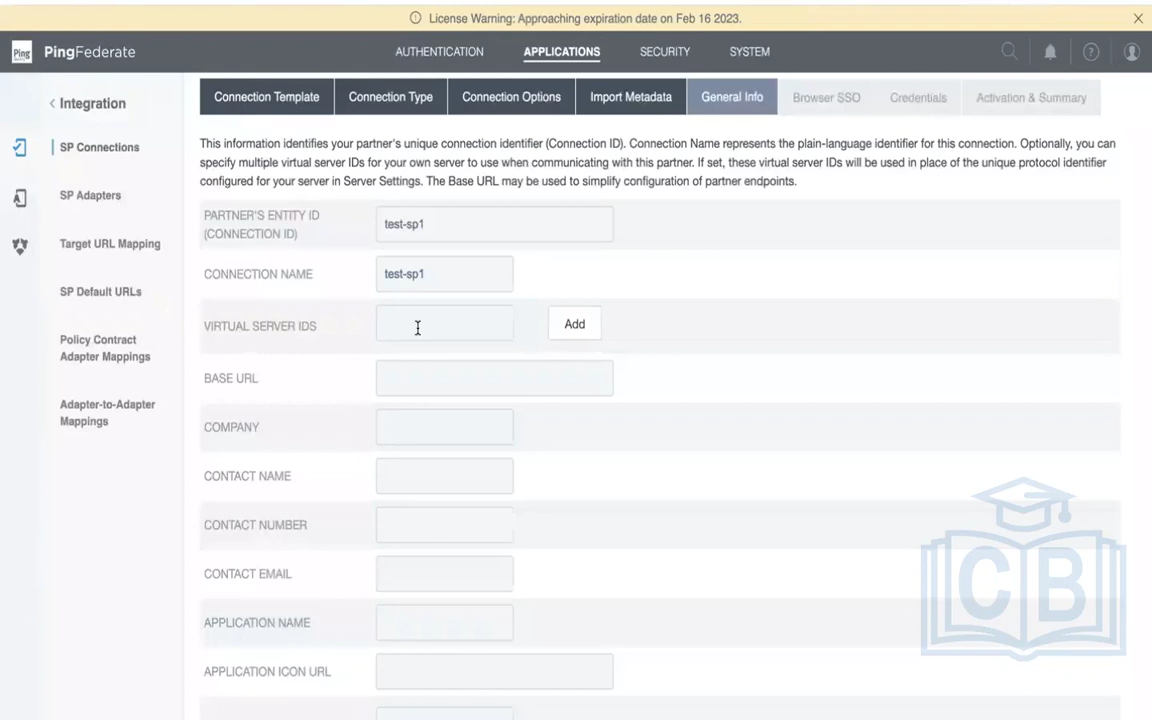 License Warning: Approaching expiration date on Feb 16 2023.
Ping
PingFederate
AUTHENTICATION
APPLICATIONS
SECURITY
SYSTEM
Integration
SP Connections
SP Adapters
Target URL Mapping
SP Default URLs
Policy Contract
Adapter Mappings
Adapter-to-Adapter
Mappings
Connection Template
Connection Type
Connection Options
Import Metadata
General Info
Browser SSO
Credentials
Activation & Summary
This information identifies your partner's unique connection identifier (Connection ID). Connection Name represents the plain-language identifier for this connection. Optionally, you can
specify multiple virtual server IDs for your own server to use when communicating with this partner. If set, these virtual server IDs will be used in place of the unique protocol identifier
configured for your server in Server Settings. The Base URL may be used to simplify configuration of partner endpoints.
PARTNER'S ENTITY ID
(CONNECTION ID)
test-sp1
CONNECTION NAME
test-sp1
VIRTUAL SERVER IDS
Add
BASE URL
COMPANY
CONTACT NAME
CONTACT NUMBER
CONTACT EMAIL
APPLICATION NAME
APPLICATION ICON URL
CB